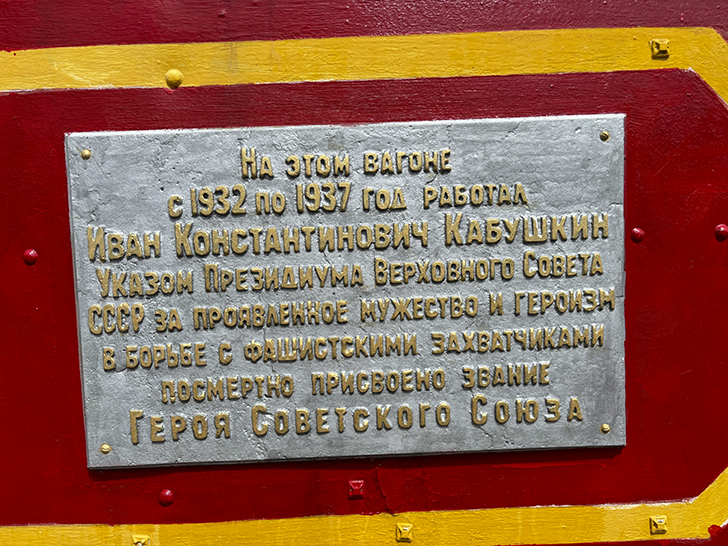 На этом вагоне
с 1932 по 1937 год работал
Иван Константинович Кабушкин
Указом Президиума Верховного Совета
СССР за проявленное мужество и героизм
в борьбе с фашистскими захватчиками
посмертно присвоено звание
Героя Советского Союза